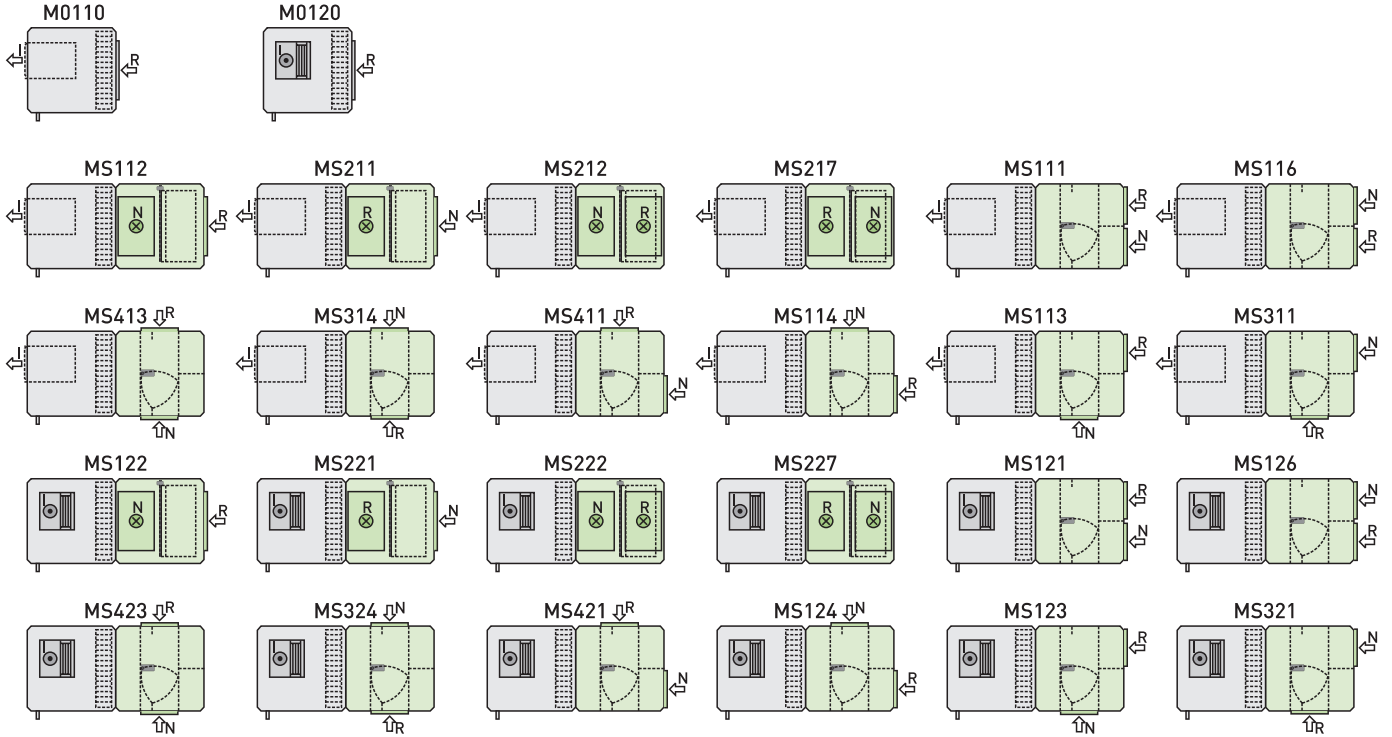 M0110 M0120
I R I R
MS112 MS211 MS212 MS217 MS111 MS116
I N R I R N I N R I R N I R N I N R
MS413 R MS314 N MS411 R MS114 N MS113 MS311
I N I R I N I R I R N I N R
MS122 MS221 MS222 MS227 MS121 MS126
I N R I R N I N R I R N I R N I N R
MS423 R MS324 N MS421 R MS124 N MS123 MS321
I N I R I N I R I R N I N R